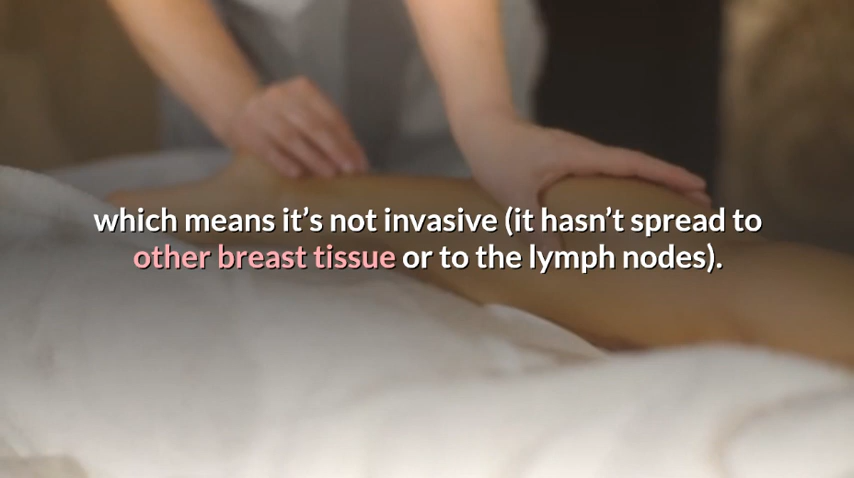 which means it’s not invasive (it hasn’t spread to
other breast tissue or to the lymph nodes).